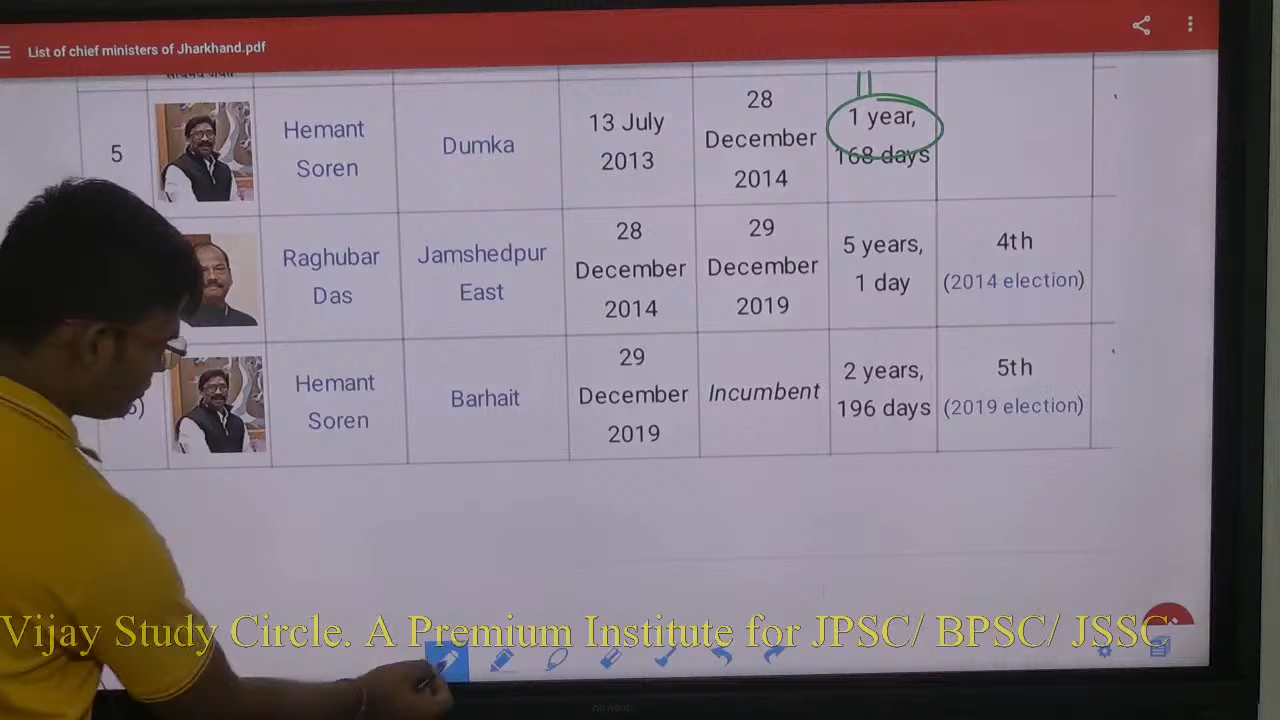 List of chief ministers of Jharkhand.pdf
5
Hemant
Soren
Dumka
13 July
2013
28
December
2014
1 year,
168 days
Raghubar
Das
Jamshedpur
East
28
December
2014
29
December
2019
5 years,
1 day
4th
(2014 election)
Hemant
Soren
Barhait
29
December
2019
Incumbent
2 years,
196 days
5th
(2019 election)
Vijay Study Circle. A Premium Institute for JPSC/ BPSC/ JSSC